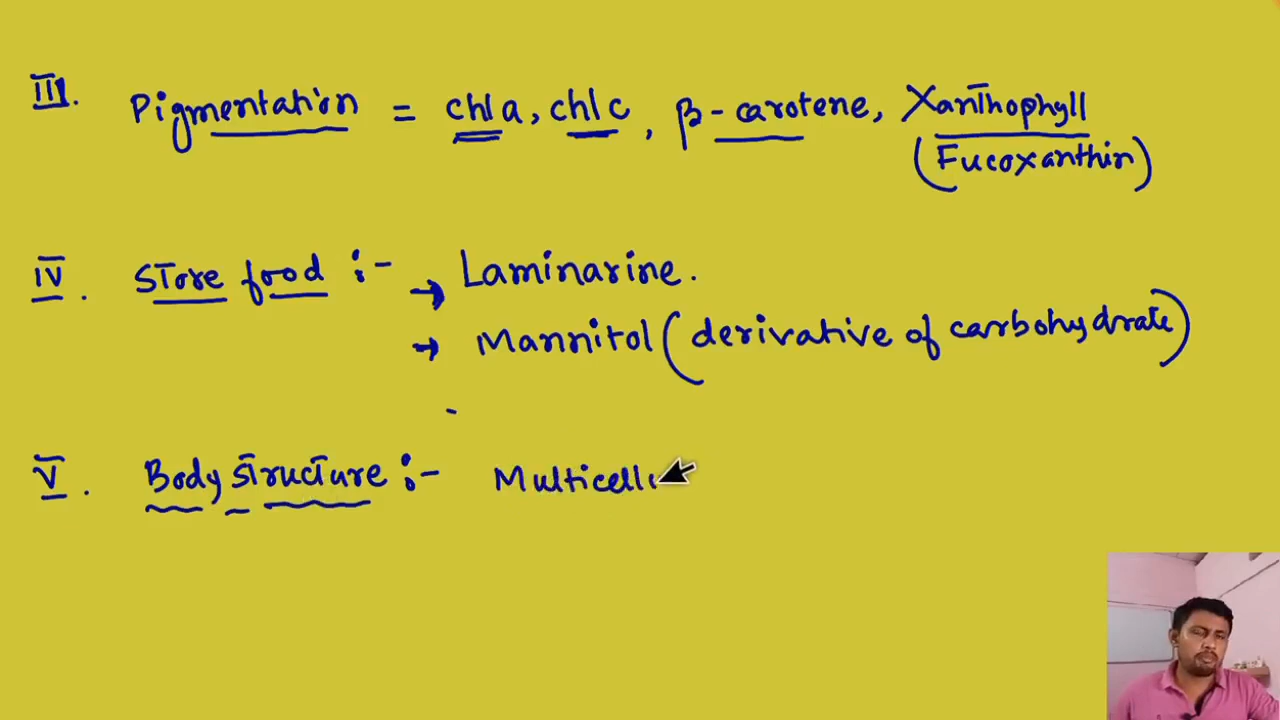 III. Pigmentation = chl a, chl c, β-carotene, Xanthophyll
(Fucoxanthin)
IV. Store food :- → Laminarine.
→ Mannitol (derivative of carbohydrate)
-
V. Body structure :- Multicell